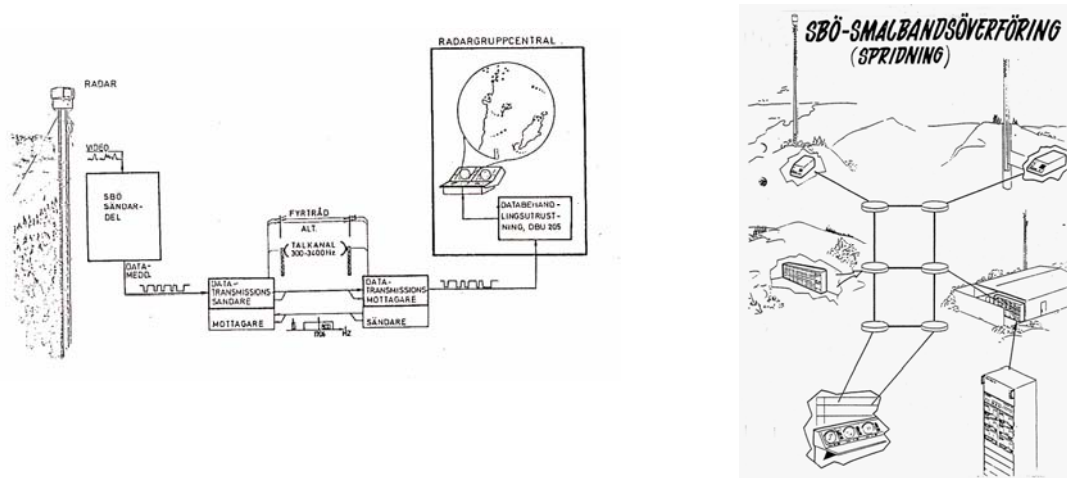 RADARGRUPPCENTRAL
RADAR
VIDEO
SBÖ
SÄNDAR-
DEL
DATA-
MEDD.
FYRTRÅD
ALT.
TALKANAL
300-3400Hz
DATABEHAND-
LINGSUTRUST-
NING, DBU 205
DATA-
TRANSMISSIONS
SÄNDARE
MOTTAGARE
DATA-
TRANSMISSIONS
MOTTAGARE
SÄNDARE
Hz
SBÖ-SMALBANDSÖVERFÖRING
(SPRIDNING)